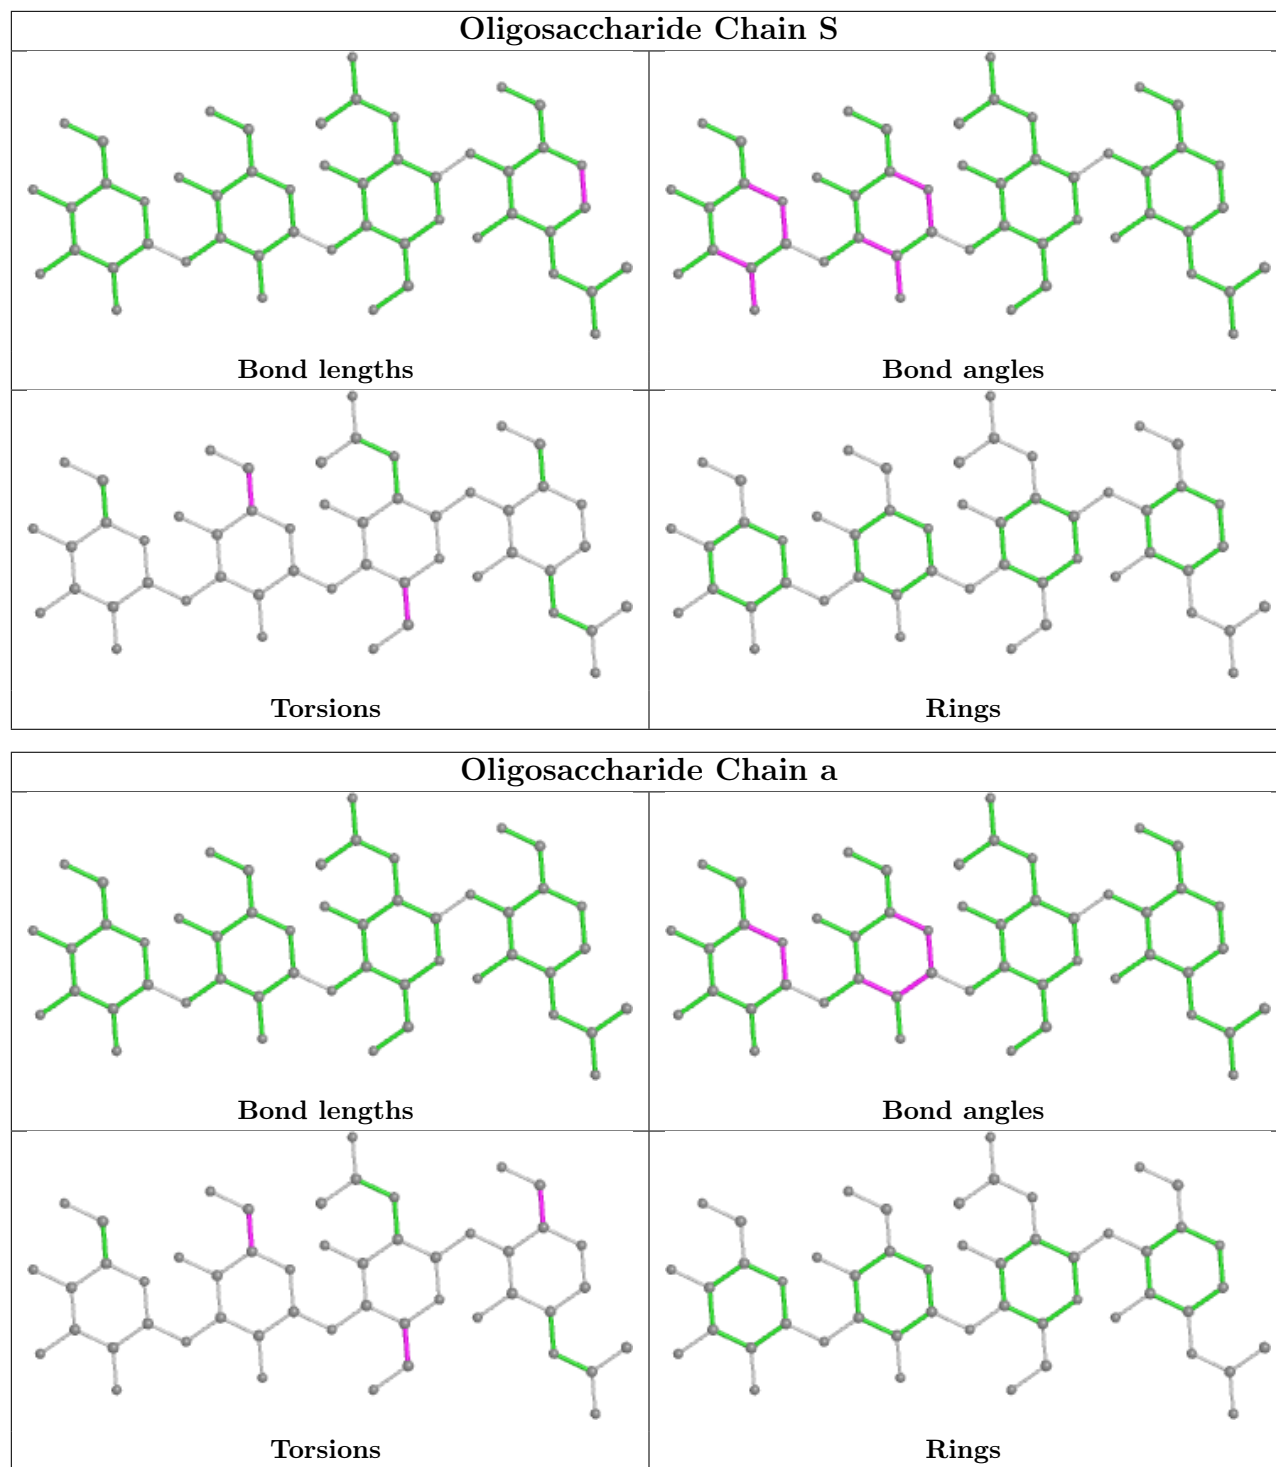 Oligosaccharide Chain S
Bond lengths
Bond angles
Torsions
Rings
Oligosaccharide Chain a
Bond lengths
Bond angles
Torsions
Rings